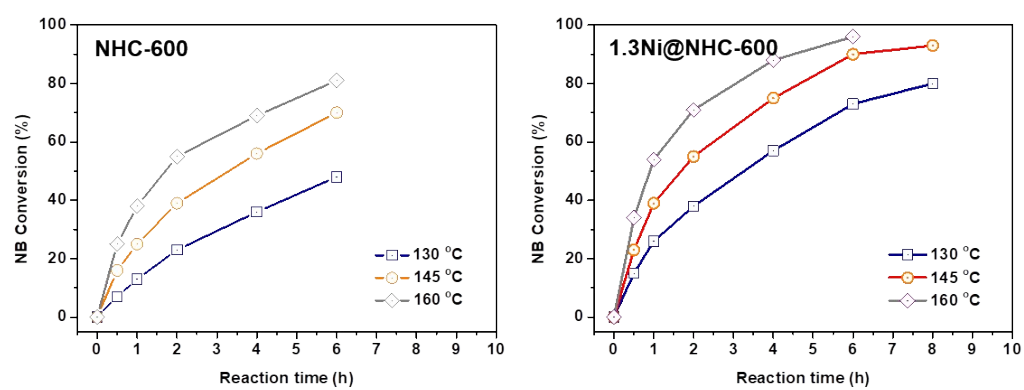 NHC-600
NB Conversion (%)
100
80
60
40
20
0
130 °C
145 °C
160 °C
0 1 2 3 4 5 6 7 8 9 10
Reaction time (h)
1.3Ni@NHC-600
NB Conversion (%)
100
80
60
40
20
0
130 °C
145 °C
160 °C
0 1 2 3 4 5 6 7 8 9 10
Reaction time (h)